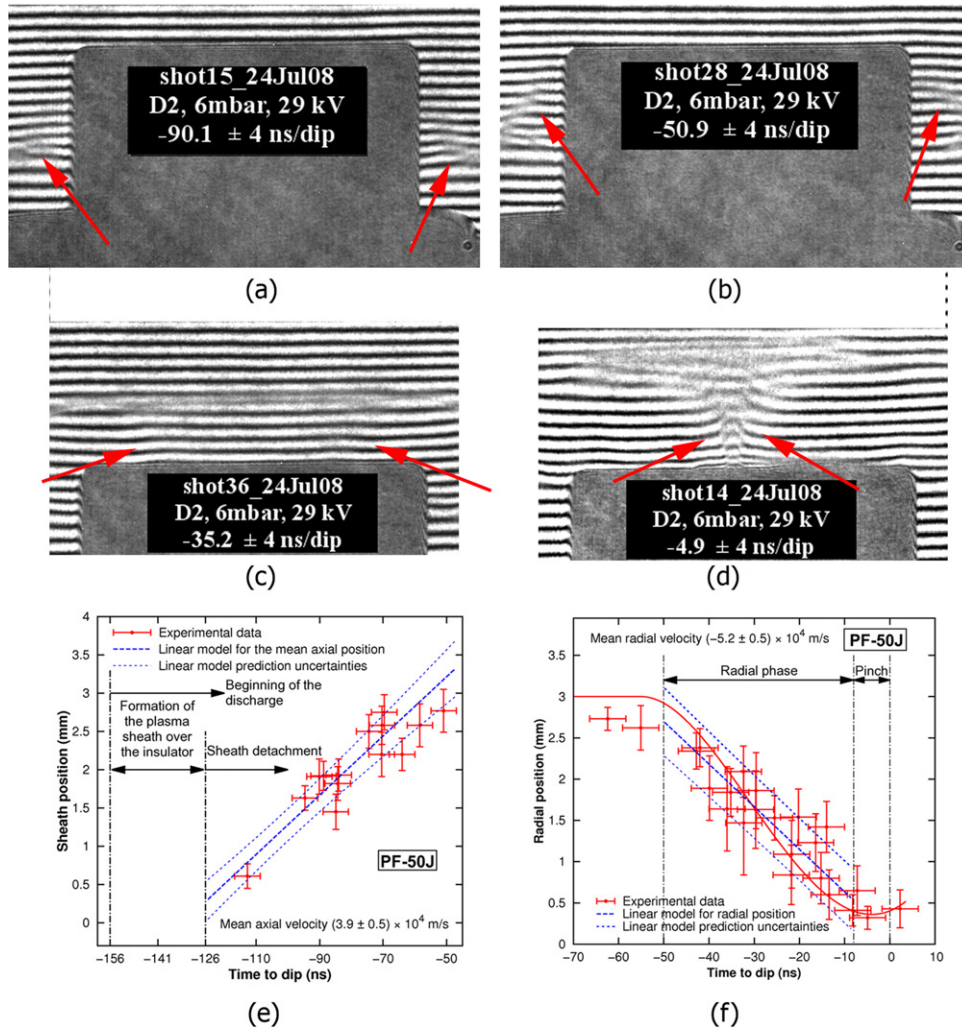 shot15_24Jul08
D2, 6mbar, 29 kV
-90.1 ± 4 ns/dip
(a)
shot28_24Jul08
D2, 6mbar, 29 kV
-50.9 ± 4 ns/dip
(b)
shot36_24Jul08
D2, 6mbar, 29 kV
-35.2 ± 4 ns/dip
(c)
shot14_24Jul08
D2, 6mbar, 29 kV
-4.9 ± 4 ns/dip
(d)
Sheath position (mm)
4
3.5
3
2.5
2
1.5
1
0.5
0
Experimental data
Linear model for the mean axial position
Linear model prediction uncertainties
Beginning of the
discharge
Formation of
the plasma
sheath over
the insulator
Sheath detachment
PF-50J
Mean axial velocity (3.9 ± 0.5) × 10⁴ m/s
−156 −142 −126 −110 −90 −70 −50
Time to dip (ns)
(e)
Radial position (mm)
4
3.5
3
2.5
2
1.5
1
0.5
0
Mean radial velocity (−5.2 ± 0.5) × 10⁴ m/s
PF-50J
Radial phase
Pinch
Experimental data
Linear model for radial position
Linear model prediction uncertainties
−70 −60 −50 −40 −30 −20 −10 0 10
Time to dip (ns)
(f)